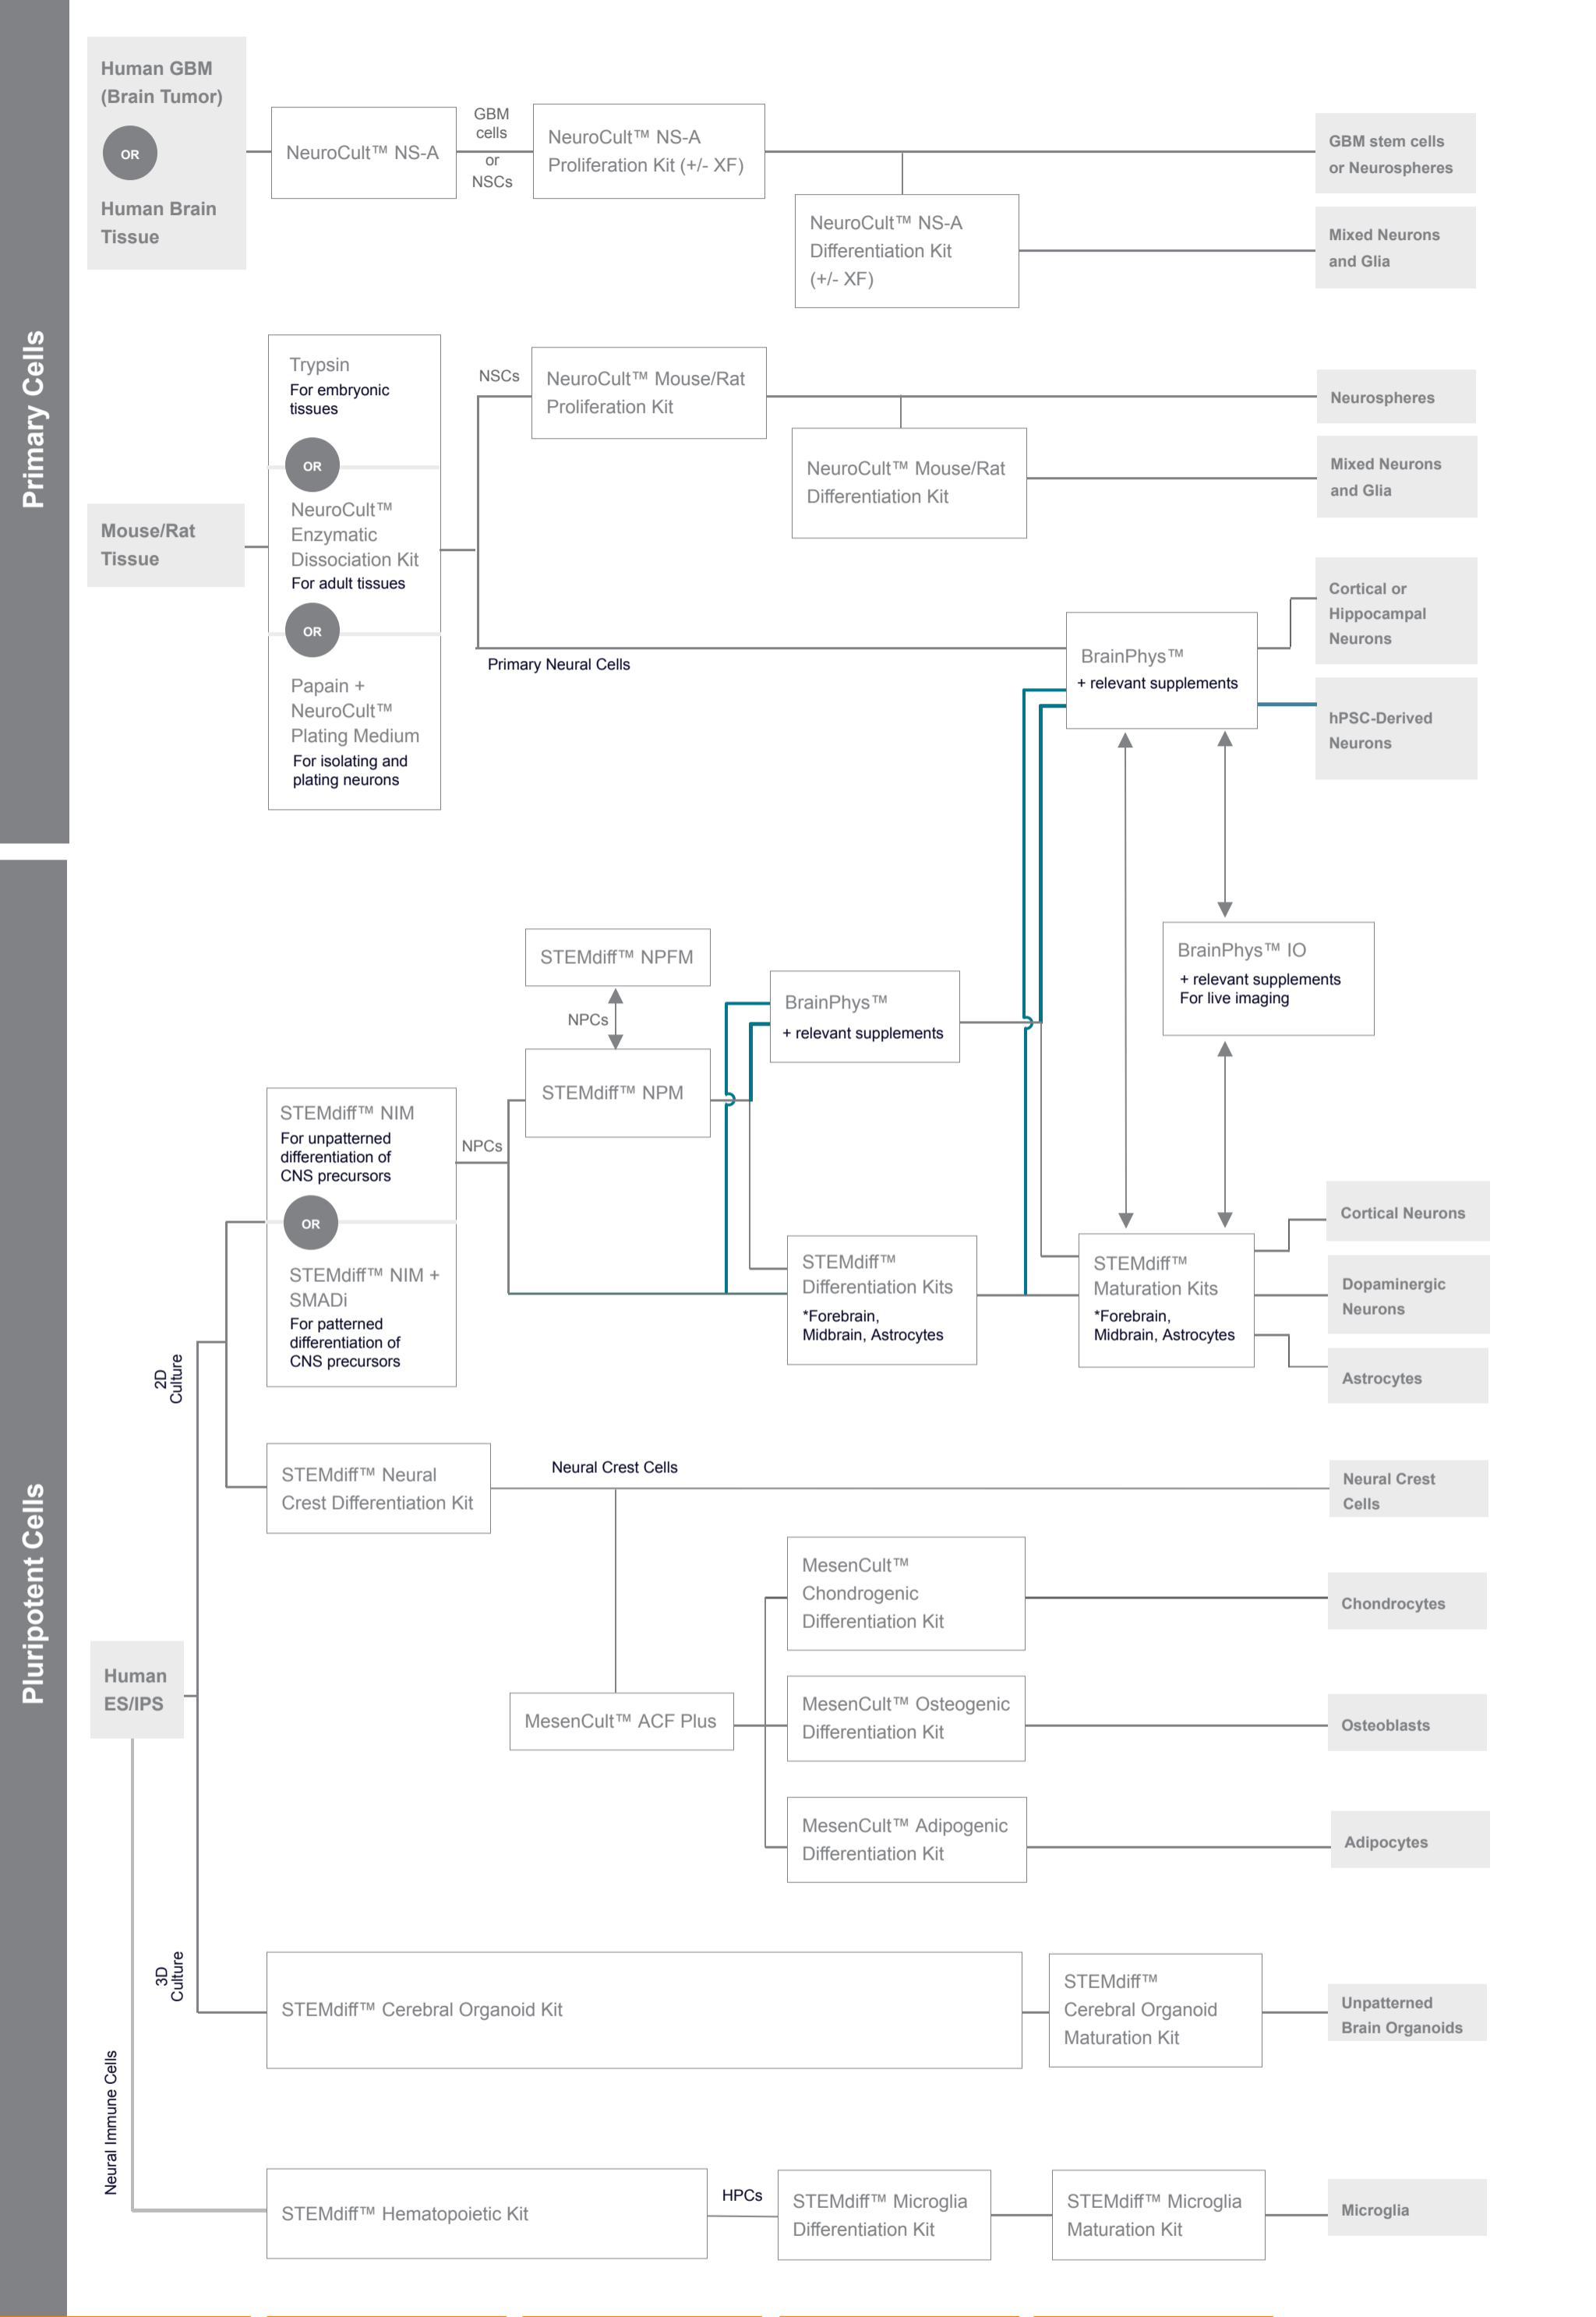 Primary Cells
Human GBM
(Brain Tumor)
OR
Human Brain
Tissue
NeuroCult™ NS-A
GBM
cells
or
NSCs
NeuroCult™ NS-A
Proliferation Kit (+/- XF)
NeuroCult™ NS-A
Differentiation Kit
(+/- XF)
GBM stem cells
or Neurospheres
Mixed Neurons
and Glia
Mouse/Rat
Tissue
Trypsin
For embryonic
tissues
OR
NeuroCult™
Enzymatic
Dissociation Kit
For adult tissues
OR
Papain +
NeuroCult™
Plating Medium
For isolating and
plating neurons
NSCs
NeuroCult™ Mouse/Rat
Proliferation Kit
NeuroCult™ Mouse/Rat
Differentiation Kit
Neurospheres
Mixed Neurons
and Glia
Primary Neural Cells
BrainPhys™
+ relevant supplements
Cortical or
Hippocampal
Neurons
hPSC-Derived
Neurons
BrainPhys™ IO
+ relevant supplements
For live imaging
Pluripotent Cells
Human
ES/IPS
2D
Culture
3D
Culture
Neural Immune Cells
STEMdiff™ NIM
For unpatterned
differentiation of
CNS precursors
OR
STEMdiff™ NIM +
SMADi
For patterned
differentiation of
CNS precursors
NPCs
STEMdiff™ NPFM
NPCs
STEMdiff™ NPM
BrainPhys™
+ relevant supplements
STEMdiff™
Differentiation Kits
*Forebrain,
Midbrain, Astrocytes
STEMdiff™
Maturation Kits
*Forebrain,
Midbrain, Astrocytes
Cortical Neurons
Dopaminergic
Neurons
Astrocytes
STEMdiff™ Neural
Crest Differentiation Kit
Neural Crest Cells
Neural Crest
Cells
MesenCult™ ACF Plus
MesenCult™
Chondrogenic
Differentiation Kit
Chondrocytes
MesenCult™ Osteogenic
Differentiation Kit
Osteoblasts
MesenCult™ Adipogenic
Differentiation Kit
Adipocytes
STEMdiff™ Cerebral Organoid Kit
STEMdiff™
Cerebral Organoid
Maturation Kit
Unpatterned
Brain Organoids
STEMdiff™ Hematopoietic Kit
HPCs
STEMdiff™ Microglia
Differentiation Kit
STEMdiff™ Microglia
Maturation Kit
Microglia